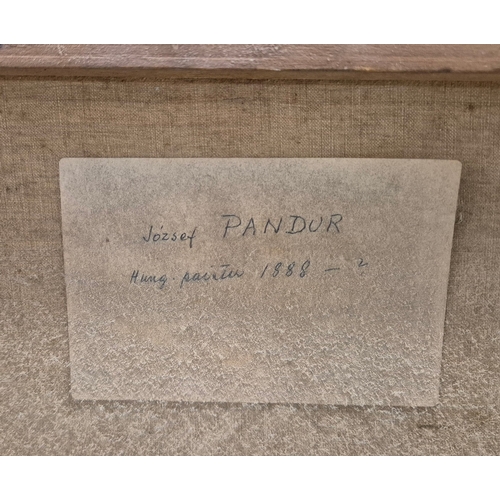 József PANDUR
Hung. painter 1888 - ?